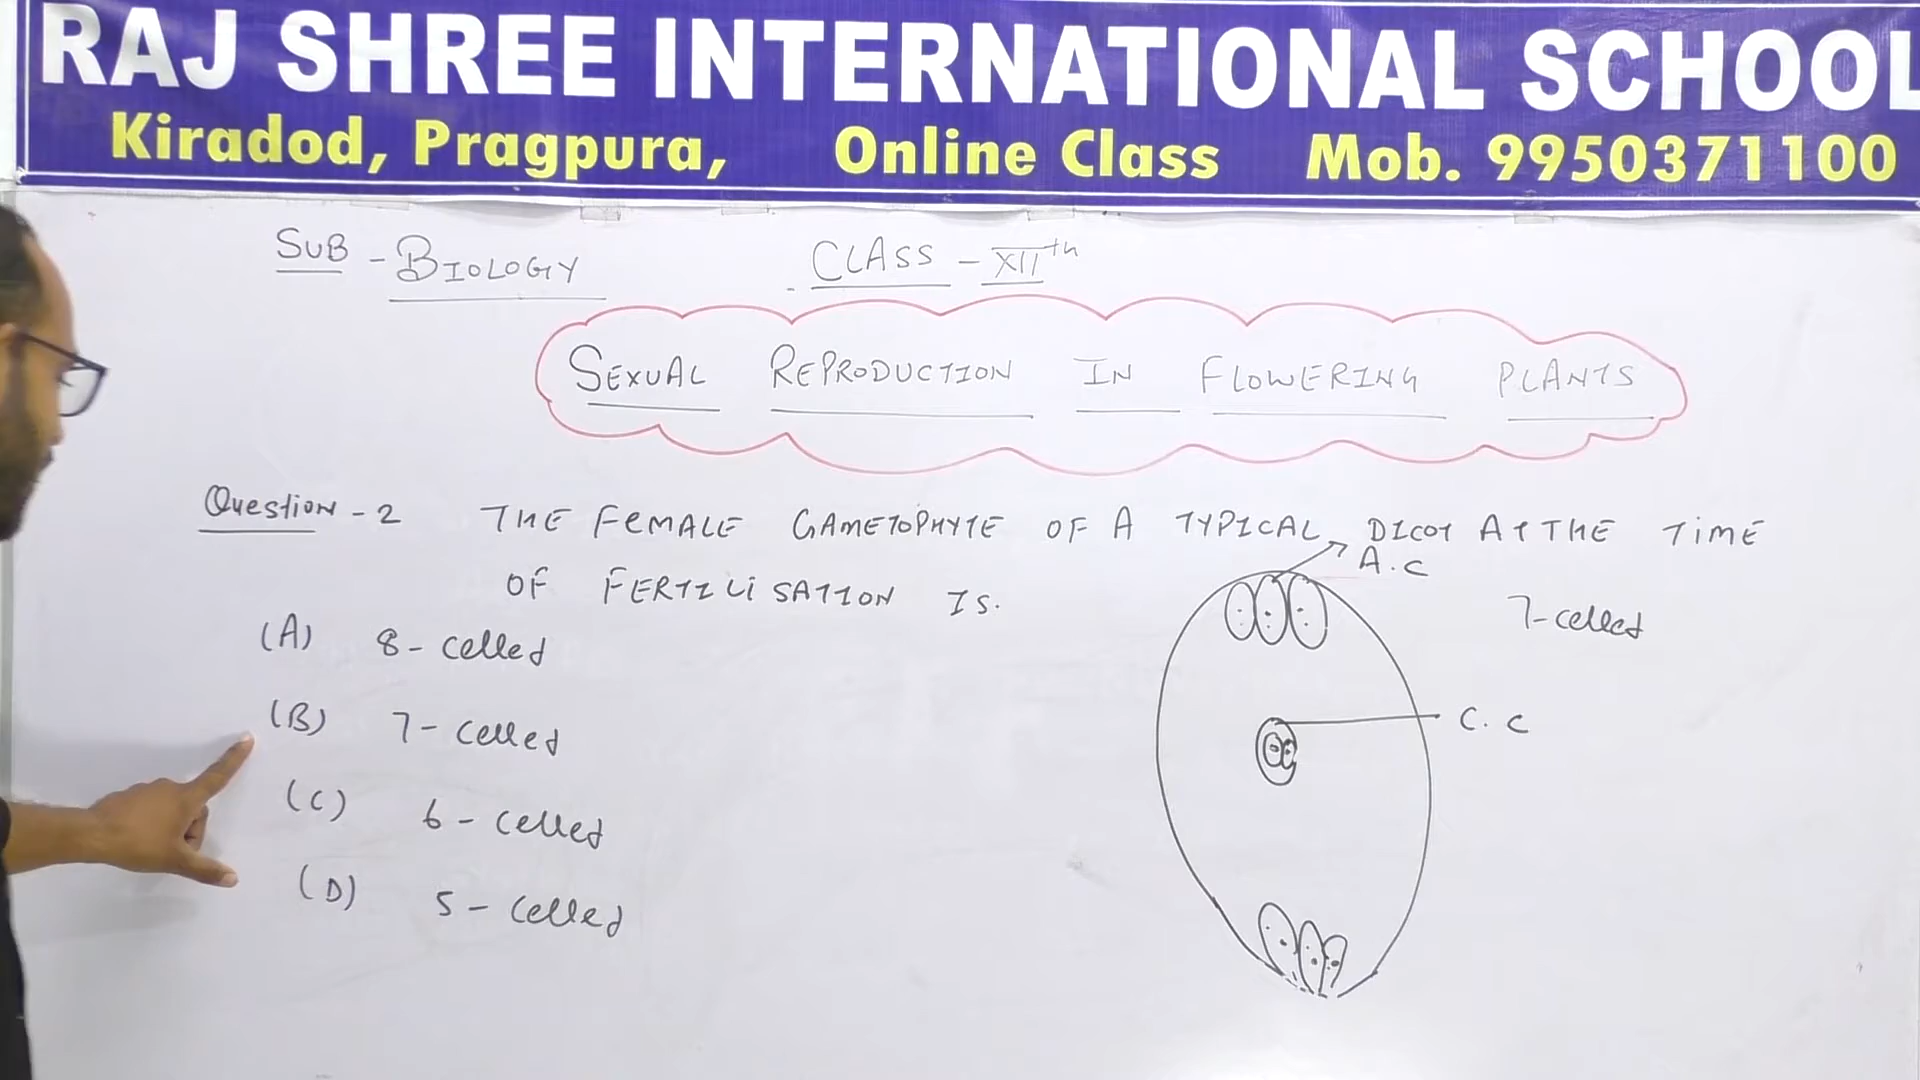 RAJ SHREE INTERNATIONAL SCHOOL
Kiradod, Pragpura, Online Class Mob. 9950371100
SUB - BIOLOGY CLASS - XIIth
SEXUAL REPRODUCTION IN FLOWERING PLANTS
Question - 2 THE FEMALE GAMETOPHYTE OF A TYPICAL DICOT AT THE TIME
OF FERTILISATION IS.
A.C
7-celled
(A) 8 - celled
(B) 7 - celled
C.C
(C) 6 - celled
(D) 5 - celled